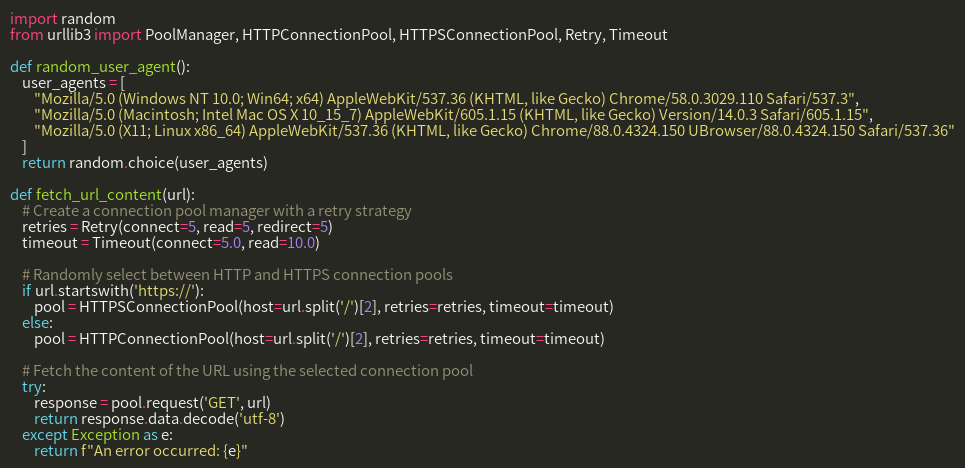 import random
from urllib3 import PoolManager, HTTPConnectionPool, HTTPSConnectionPool, Retry, Timeout

def random_user_agent():
    user_agents = [
        "Mozilla/5.0 (Windows NT 10.0; Win64; x64) AppleWebKit/537.36 (KHTML, like Gecko) Chrome/58.0.3029.110 Safari/537.3",
        "Mozilla/5.0 (Macintosh; Intel Mac OS X 10_15_7) AppleWebKit/605.1.15 (KHTML, like Gecko) Version/14.0.3 Safari/605.1.15",
        "Mozilla/5.0 (X11; Linux x86_64) AppleWebKit/537.36 (KHTML, like Gecko) Chrome/88.0.4324.150 UBrowser/88.0.4324.150 Safari/537.36"
    ]
    return random.choice(user_agents)

def fetch_url_content(url):
    # Create a connection pool manager with a retry strategy
    retries = Retry(connect=5, read=5, redirect=5)
    timeout = Timeout(connect=5.0, read=10.0)

    # Randomly select between HTTP and HTTPS connection pools
    if url.startswith('https://'):
        pool = HTTPSConnectionPool(host=url.split('/')[2], retries=retries, timeout=timeout)
    else:
        pool = HTTPConnectionPool(host=url.split('/')[2], retries=retries, timeout=timeout)

    # Fetch the content of the URL using the selected connection pool
    try:
        response = pool.request('GET', url)
        return response.data.decode('utf-8')
    except Exception as e:
        return f"An error occurred: {e}"